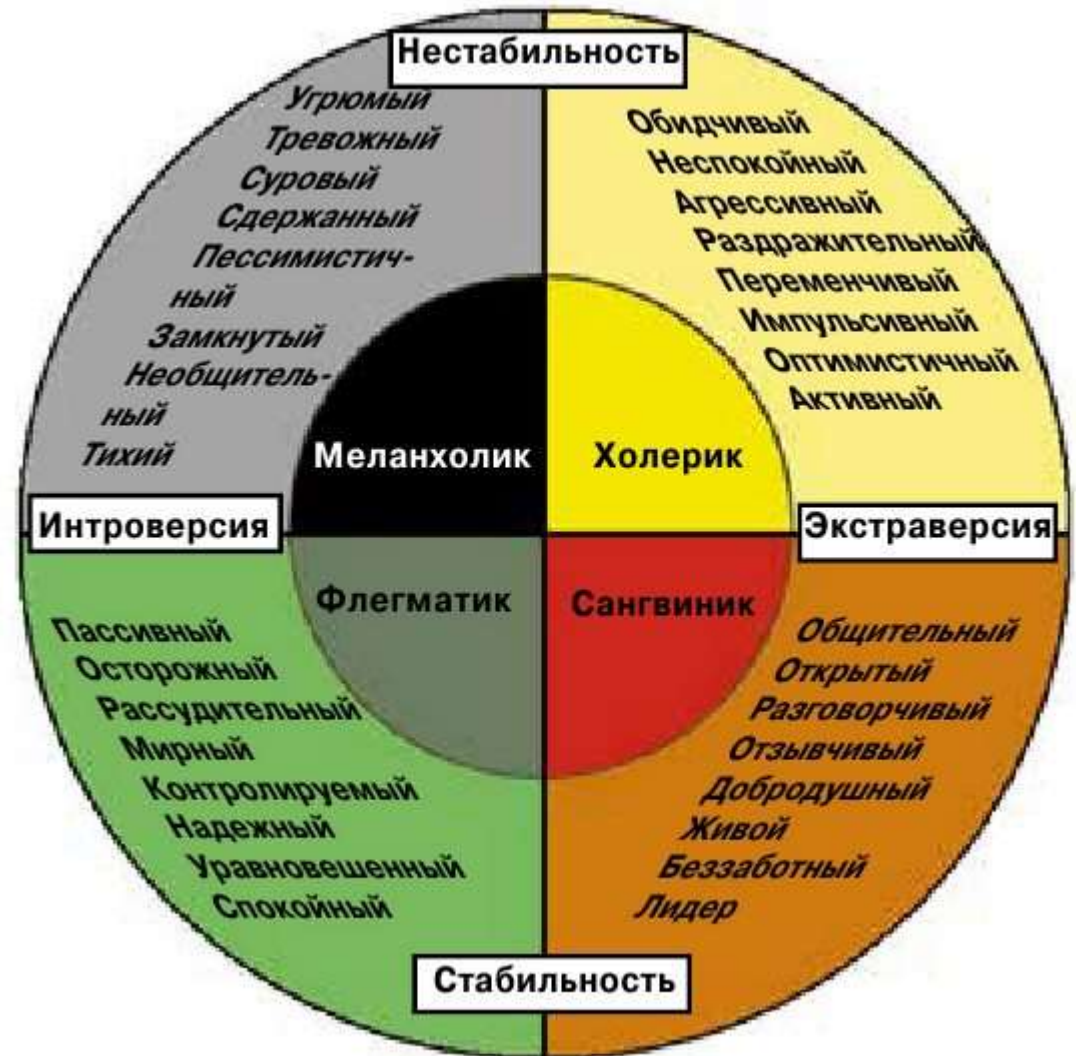 Нестабильность
Угрюмый
Тревожный
Суровый
Сдержанный
Пессимистич-
ный
Замкнутый
Необщитель-
ный
Тихий
Обидчивый
Неспокойный
Агрессивный
Раздражительный
Переменчивый
Импульсивный
Оптимистичный
Активный
Меланхолик
Холерик
Интроверсия
Экстраверсия
Флегматик
Сангвиник
Пассивный
Осторожный
Рассудительный
Мирный
Контролируемый
Надежный
Уравновешенный
Спокойный
Общительный
Открытый
Разговорчивый
Отзывчивый
Добродушный
Живой
Беззаботный
Лидер
Стабильность